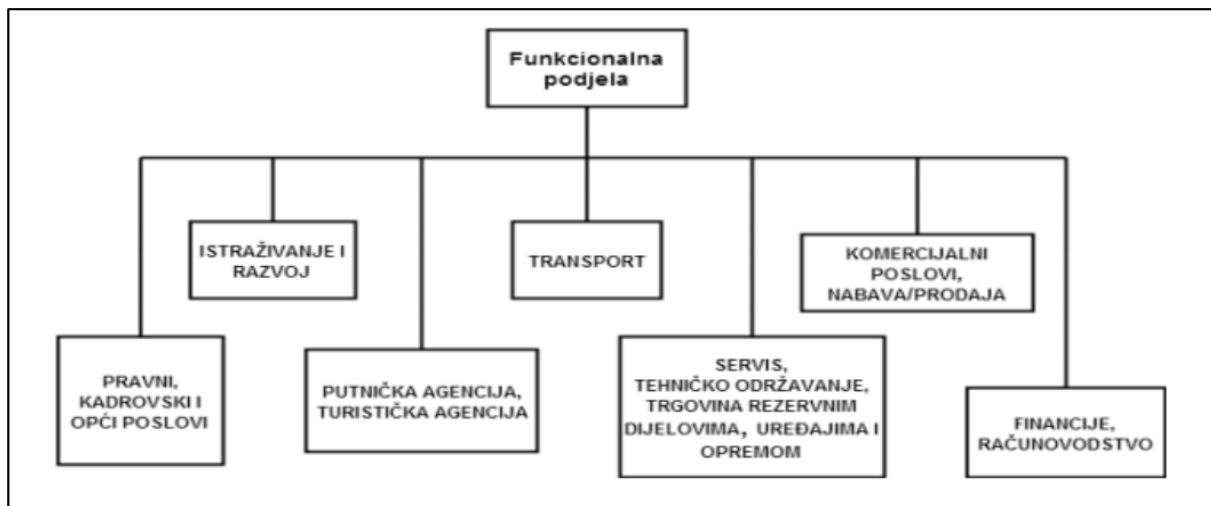 Funkcionalna
podjela
ISTRAŽIVANJE I
RAZVOJ
TRANSPORT
KOMERCIJALNI
POSLOVI,
NABAVA/PRODAJA
PRAVNI,
KADROVSKI I
OPĆI POSLOVI
PUTNIČKA AGENCIJA,
TURISTIČKA AGENCIJA
SERVIS,
TEHNIČKO ODRŽAVANJE,
TRGOVINA REZERVNIM
DIJELOVIMA, UREĐAJIMA I
OPREMOM
FINANCIJE,
RAČUNOVODSTVO